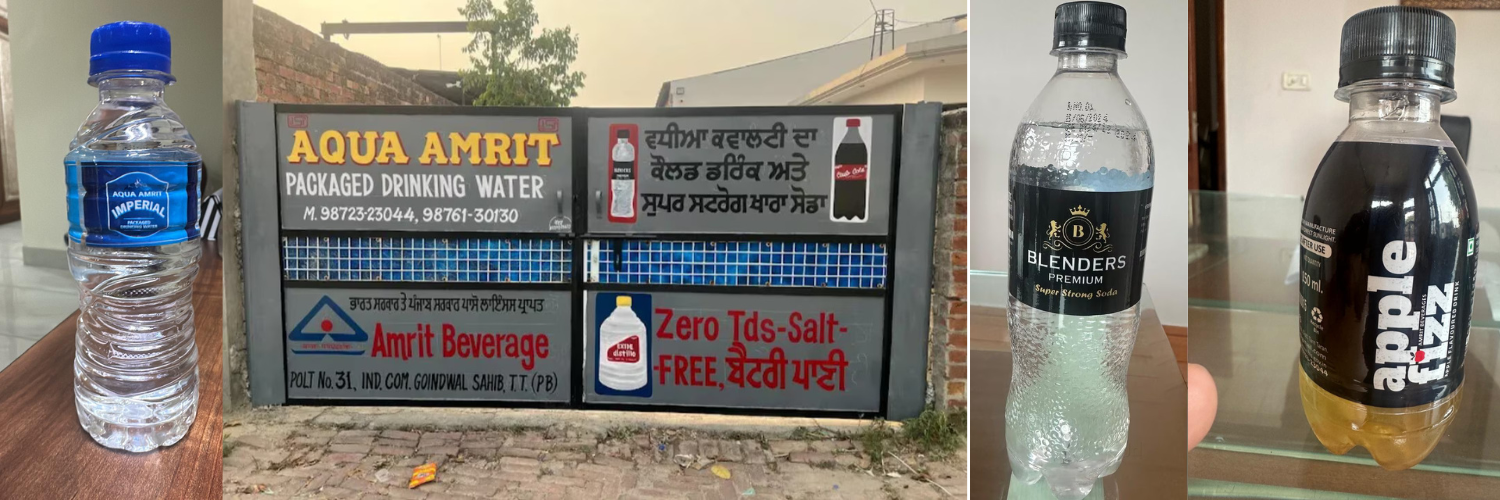 AQUA AMRIT
IMPERIAL
PACKAGED
DRINKING WATER
AQUA AMRIT
PACKAGED DRINKING WATER
M. 98723-23044, 98761-30130
ਵਧੀਆ ਕਵਾਲਟੀ ਦਾ
ਕੋਲਡ ਡਰਿੰਕ ਅਤੇ
ਸੁਪਰ ਸਟਰੋਗ ਖਾਰਾ ਸੋਡਾ
ਭਾਰਤ ਸਰਕਾਰ ਤੇ ਪੰਜਾਬ ਸਰਕਾਰ ਪਾਸੋ ਲਾਇੰਸਸ ਪ੍ਰਾਪਤ
Amrit Beverage
POLT No. 31, IND. COM. GOINDWAL SAHIB, T.T. (PB)
Zero Tds-Salt-
-FREE, ਬੈਟਰੀ ਪਾਣੀ
B
BLENDERS
PREMIUM
Super Strong Soda
apple
fizz